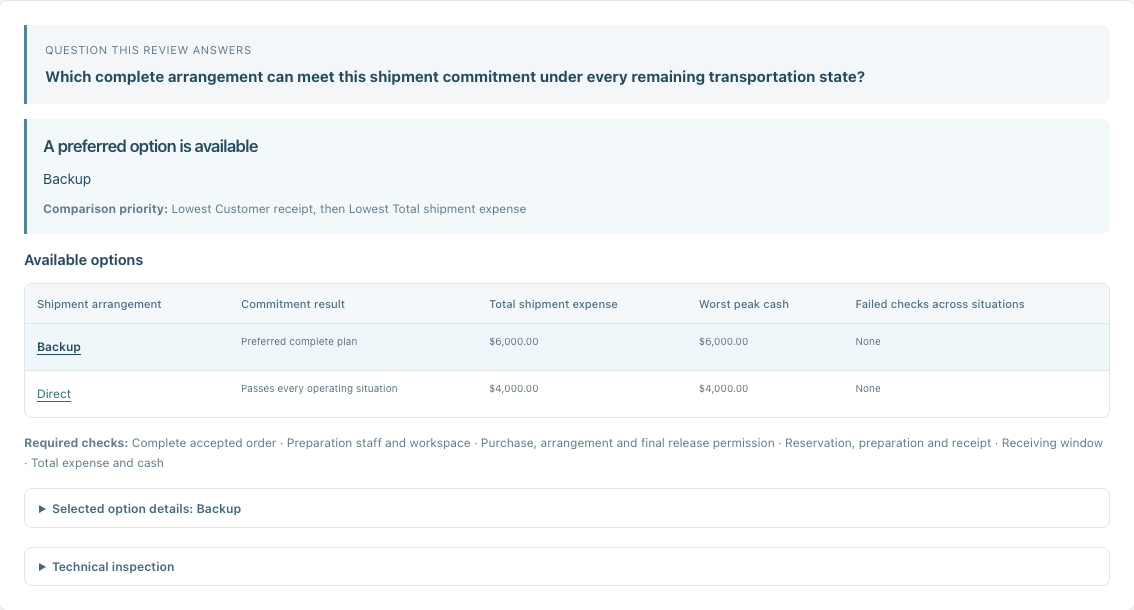 QUESTION THIS REVIEW ANSWERS
Which complete arrangement can meet this shipment commitment under every remaining transportation state?
A preferred option is available
Backup
Comparison priority: Lowest Customer receipt, then Lowest Total shipment expense
Available options
Shipment arrangement Commitment result Total shipment expense Worst peak cash Failed checks across situations
Backup Preferred complete plan $6,000.00 $6,000.00 None
Direct Passes every operating situation $4,000.00 $4,000.00 None
Required checks: Complete accepted order · Preparation staff and workspace · Purchase, arrangement and final release permission · Reservation, preparation and receipt · Receiving window
· Total expense and cash
Selected option details: Backup
Technical inspection